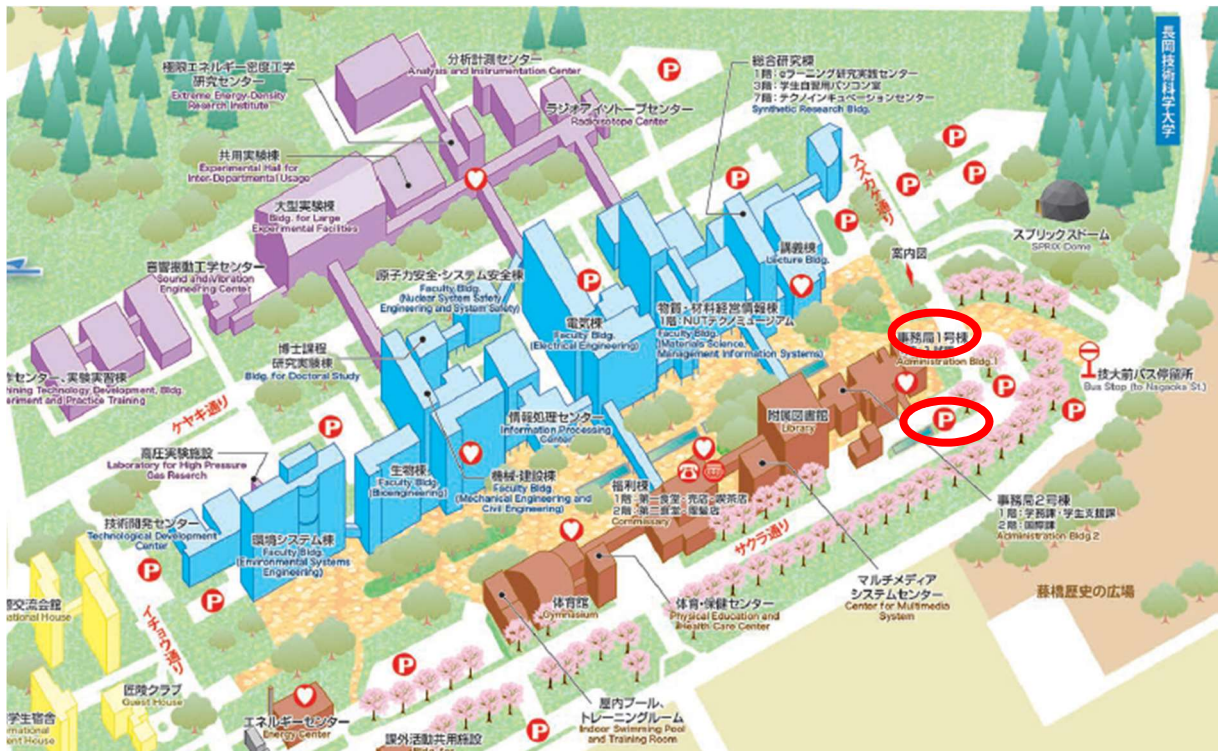 長岡技術科学大学
極限エネルギー密度工学
研究センター
Extreme Energy-Density
Reserch Institute
分析計測センター
Analysis and Instrumentation Center
P
総合研究棟
1階:eラーニング研究実践センター
3階:学生自習用パソコン室
7階:テクノインキュベーションセンター
Synthetic Research Bldg.
ラジオアイソトープセンター
Radioisotope Center
共用実験棟
Experimental Hall for
Inter-Departmental Usage
大型実験棟
Bldg. for Large
Experimental Facilities
P
スズカケ通り
P
P
P
P
P
スプリックスドーム
SPRIX Dome
音響振動工学センター
Sound and Vibration
Engineering Center
原子力安全・システム安全棟
Faculty Bldg.
(Nuclear System Safety
Engineering and System Safety)
P
講義棟
Lecture Bldg.
案内図
電気棟
Faculty Bldg.
(Electrical Engineering)
物質・材料経営情報棟
1階:NUTテクノミュージアム
Faculty Bldg.
(Materials Science,
Management Information Systems)
事務局1号棟
Administration Bldg.1
技大前バス停留所
Bus Stop (to Nagaoka St.)
博士課程
研究実験棟
Bldg. for Doctoral Study
作センター、実験実習棟
ining Technology Development, Bldg.
eriment and Practice Training
ケヤキ通り
P
P
P
情報処理センター
Information Processing
Center
附属図書館
Library
P
高圧実験施設
Laboratory for High Pressure
Gas Reserch
生物棟
Faculty Bldg.
(Bioengineering)
機械・建設棟
Faculty Bldg.
(Mechanical Engineering and
Civil Engineering)
福利棟
1階:第一食堂・売店・喫茶店
2階:第二食堂・理髪店
Commissary
事務局2号棟
1階:学務課・学生支援課
2階:国際課
Administration Bldg.2
技術開発センター
Technological Development
Center
環境システム棟
Faculty Bldg.
(Environmental Systems
Engineering)
サクラ通り
P
P
マルチメディア
システムセンター
Center for Multimedia
System
藤橋歴史の広場
交流会館
ational House
イチョウ通り
体育館
Gymnasium
体育・保健センター
Physical Education and
Health Care Center
P
匠陵クラブ
Guest House
P
屋内プール、
トレーニングルーム
Indoor Swimming Pool
and Training Room
学生宿舎
rnational
ent House
エネルギーセンター
Energy Center
課外活動共用施設
P